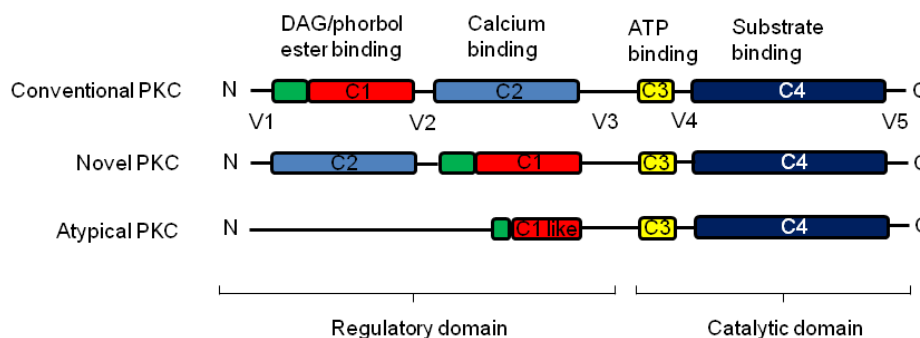 DAG/phorbol ester binding
Calcium binding
ATP binding
Substrate binding
Conventional PKC N C1 C2 C3 C4 C
V1 V2 V3 V4 V5
Novel PKC N C2 C1 C3 C4 C
Atypical PKC N C1 like C3 C4 C
Regulatory domain Catalytic domain